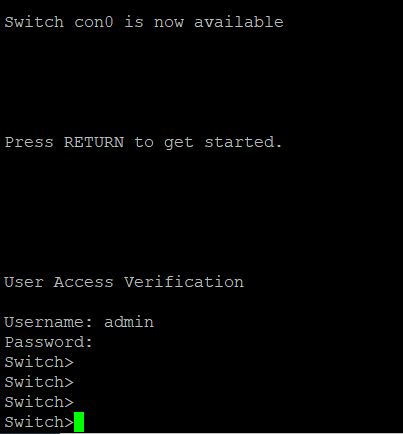 Switch con0 is now available
Press RETURN to get started.
User Access Verification
Username: admin
Password:
Switch>
Switch>
Switch>
Switch>